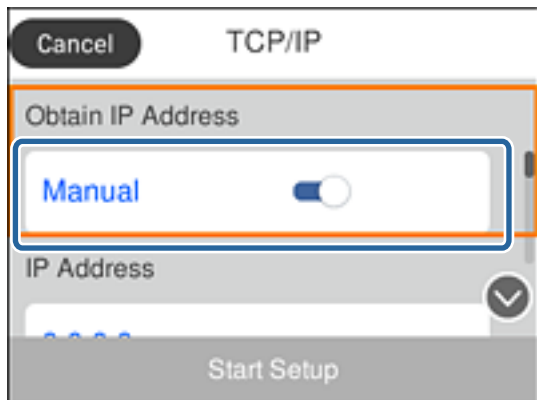 Cancel
TCP/IP
Obtain IP Address
Manual
IP Address
Start Setup